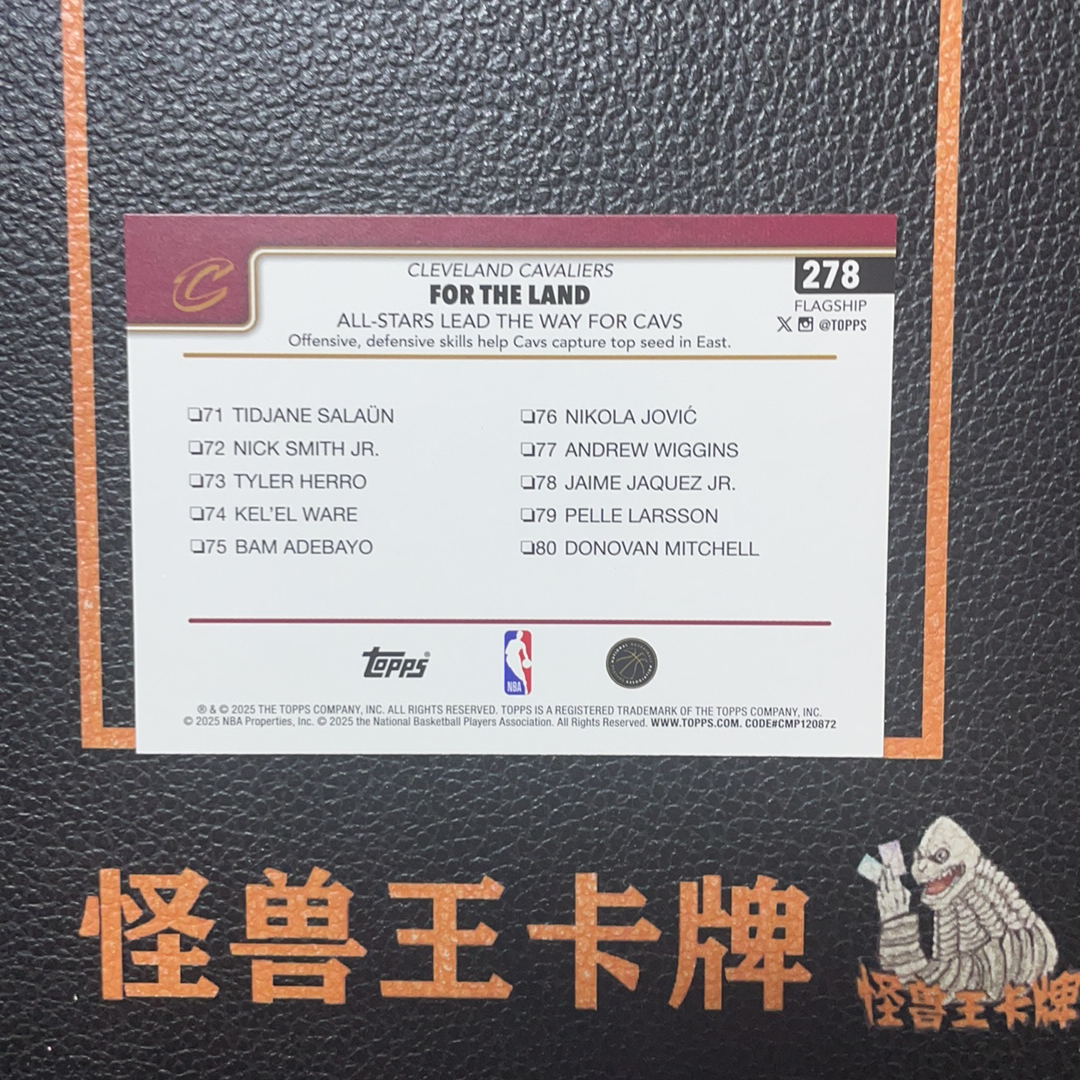 CLEVELAND CAVALIERS
FOR THE LAND
ALL-STARS LEAD THE WAY FOR CAVS
Offensive, defensive skills help Cavs capture top seed in East.
278
FLAGSHIP
@TOPPS
❏71 TIDJANE SALAÜN
❏72 NICK SMITH JR.
❏73 TYLER HERRO
❏74 KEL'EL WARE
❏75 BAM ADEBAYO
❏76 NIKOLA JOVIĆ
❏77 ANDREW WIGGINS
❏78 JAIME JAQUEZ JR.
❏79 PELLE LARSSON
❏80 DONOVAN MITCHELL
Topps®
NBA
® & © 2025 THE TOPPS COMPANY, INC. ALL RIGHTS RESERVED. TOPPS IS A REGISTERED TRADEMARK OF THE TOPPS COMPANY, INC.
© 2025 NBA Properties, Inc. © 2025 the National Basketball Players Association. All Rights Reserved. WWW.TOPPS.COM. CODE#CMP120872
怪兽王卡牌
怪兽王卡牌